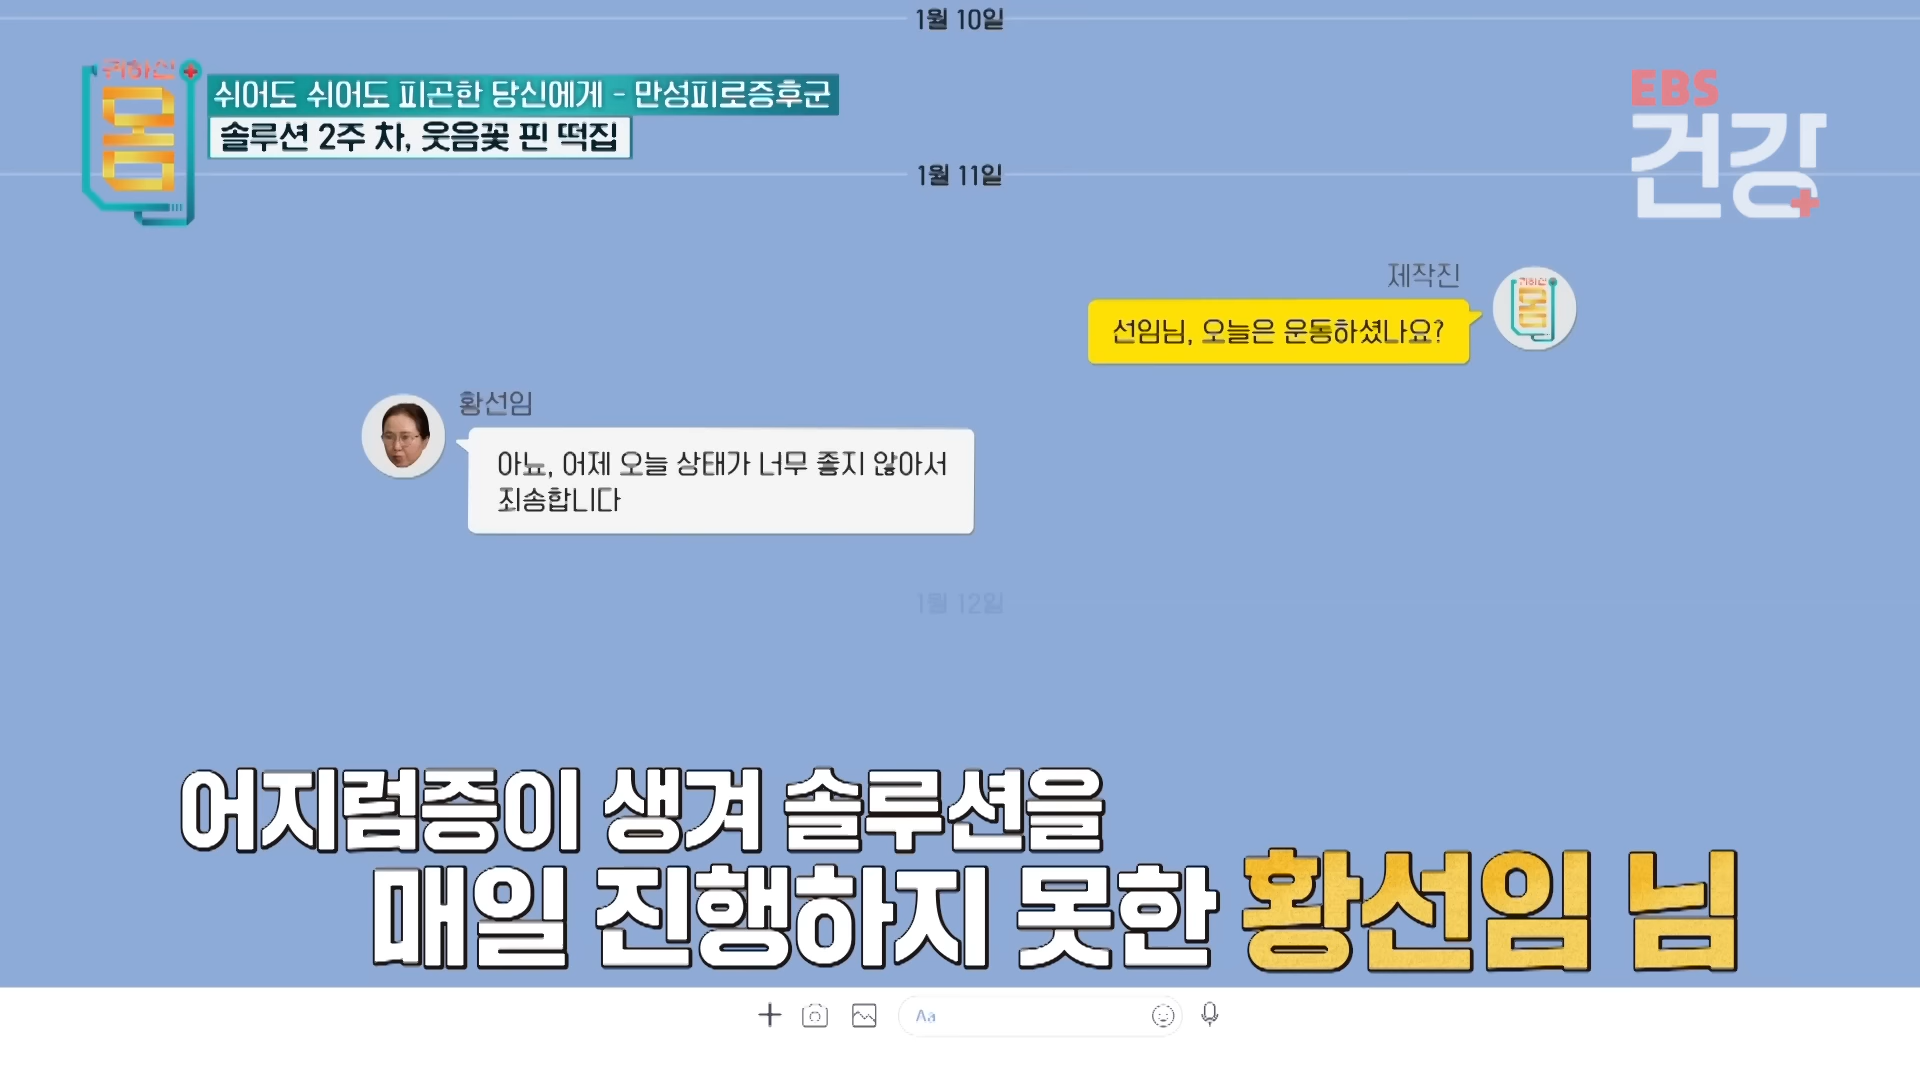 1월 10일
귀하신
몸
쉬어도 쉬어도 피곤한 당신에게 - 만성피로증후군
솔루션 2주 차, 웃음꽃 핀 떡집
EBS
건강
1월 11일
제작진
선임님, 오늘은 운동하셨나요?
귀하신
몸
황선임
아뇨, 어제 오늘 상태가 너무 좋지 않아서
죄송합니다
1월 12일
어지럼증이 생겨 솔루션을
매일 진행하지 못한 황선임 님
Aa